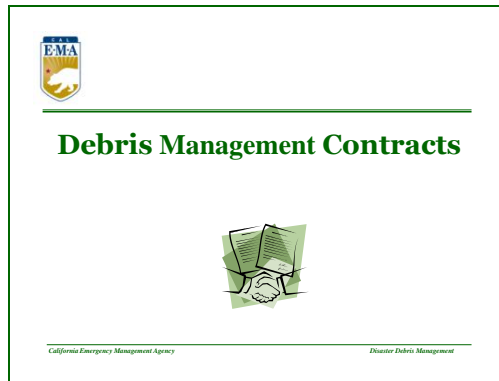 CAL
E·M·A
Debris Management Contracts
California Emergency Management Agency
Disaster Debris Management